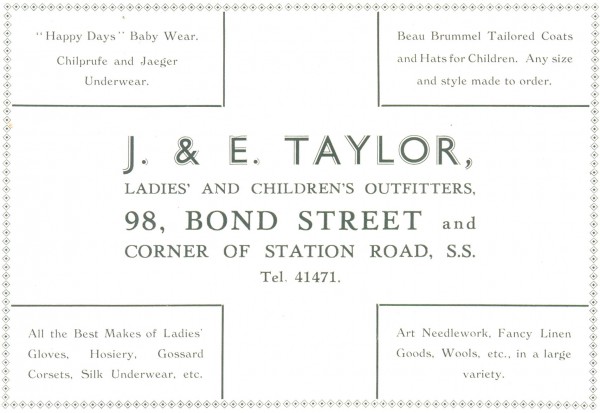 "Happy Days" Baby Wear.
Chilprufe and Jaeger
Underwear.
Beau Brummel Tailored Coats
and Hats for Children. Any size
and style made to order.
J. & E. TAYLOR,
LADIES' AND CHILDREN'S OUTFITTERS,
98, BOND STREET and
CORNER OF STATION ROAD, S.S.
Tel. 41471.
All the Best Makes of Ladies'
Gloves, Hosiery, Gossard
Corsets, Silk Underwear, etc.
Art Needlework, Fancy Linen
Goods, Wools, etc., in a large
variety.